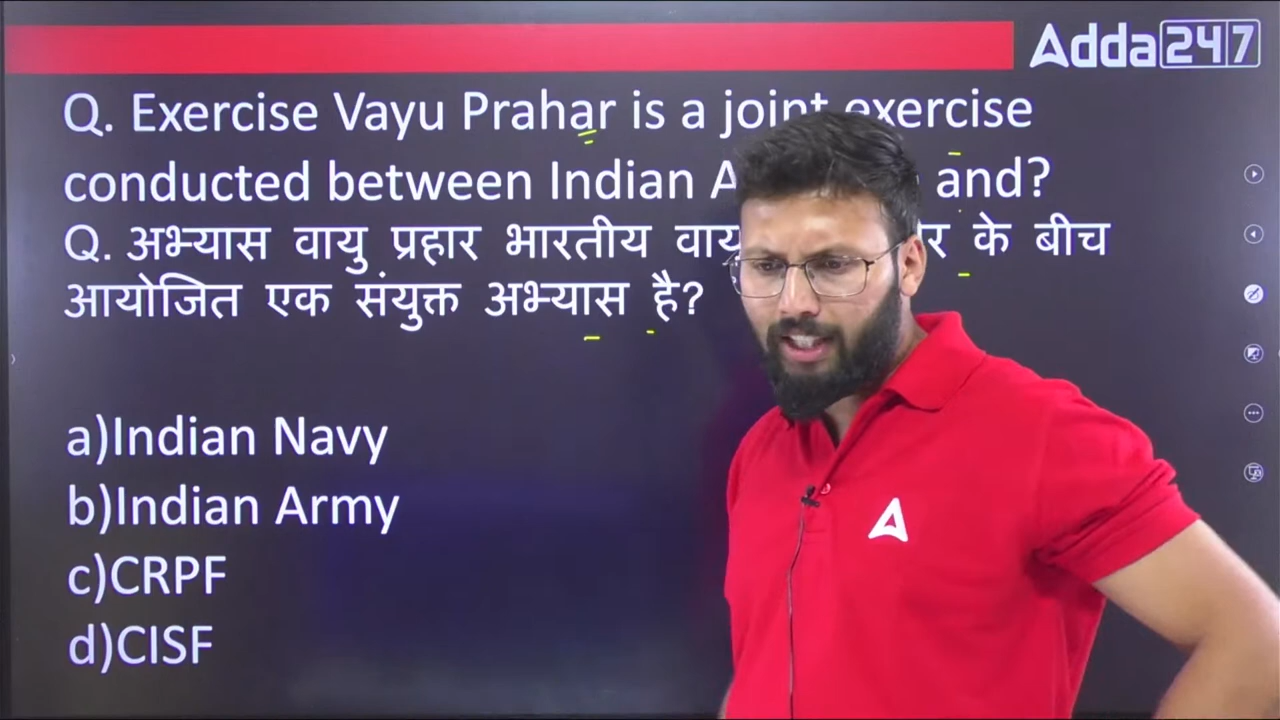 Adda247
Q. Exercise Vayu Prahar is a joint exercise
conducted between Indian and?
Q. अभ्यास वायु प्रहार भारतीय के बीच
आयोजित एक संयुक्त अभ्यास है?
a)Indian Navy
b)Indian Army
c)CRPF
d)CISF